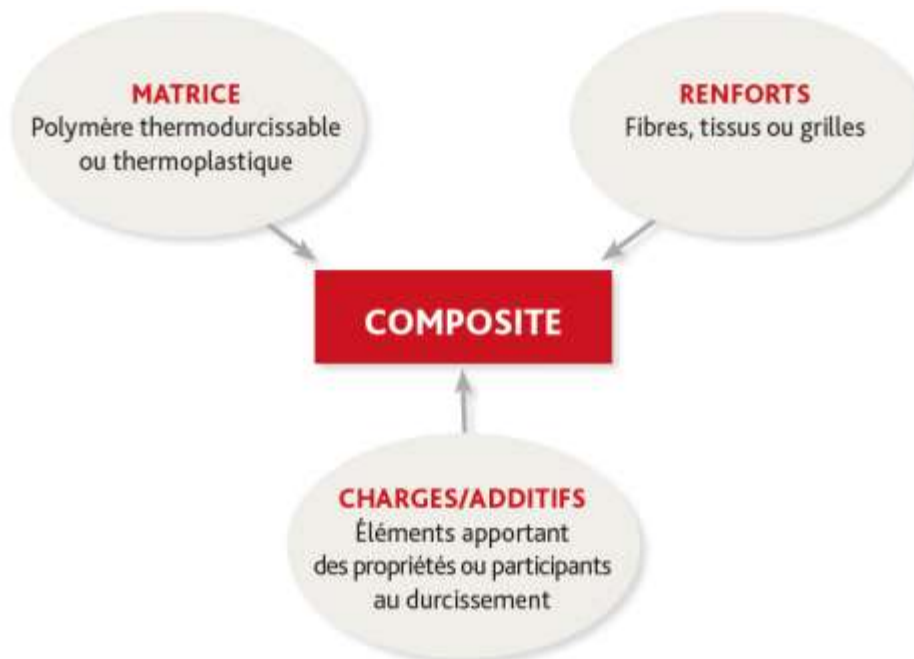 MATRICE
Polymère thermodurcissable
ou thermoplastique
RENFORTS
Fibres, tissus ou grilles
COMPOSITE
CHARGES/ADDITIFS
Éléments apportant
des propriétés ou participants
au durcissement